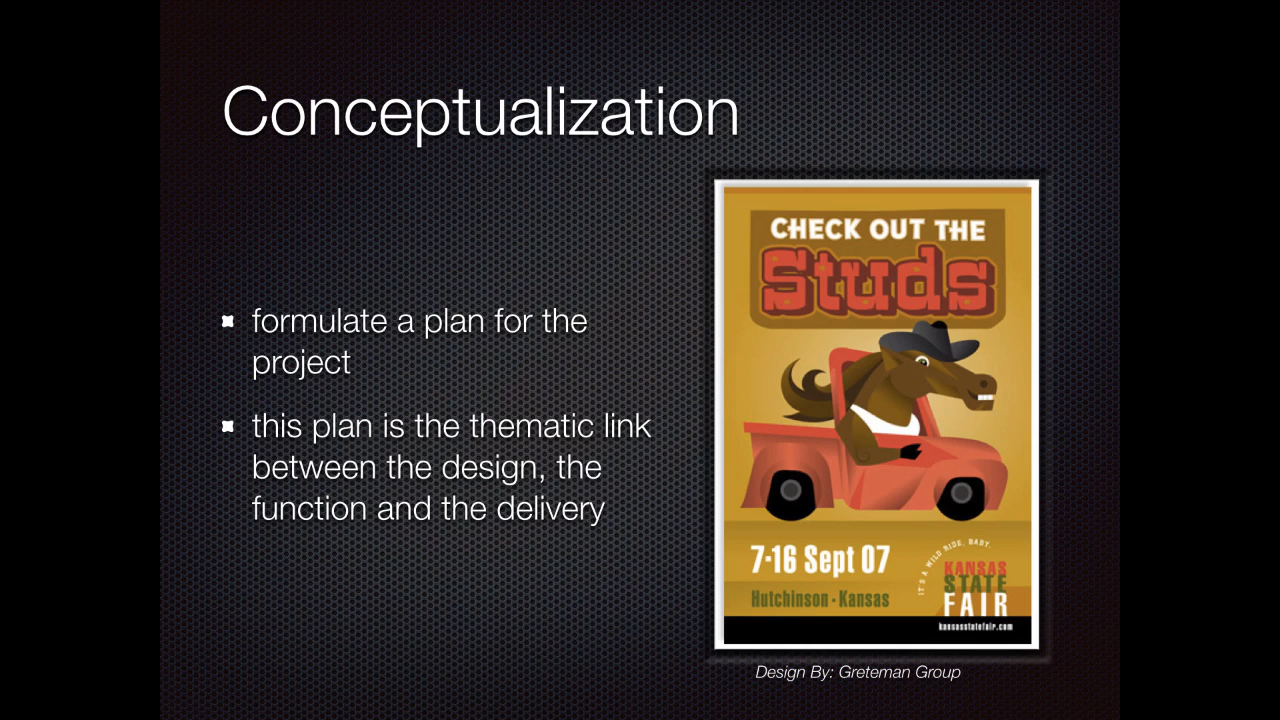 Conceptualization
formulate a plan for the
project
this plan is the thematic link
between the design, the
function and the delivery
CHECK OUT THE
Studs
7-16 Sept 07
Hutchinson · Kansas
IT'S A WILD RIDE, BABY.
KANSAS
STATE
FAIR
kansasstatefair.com
Design By: Greteman Group